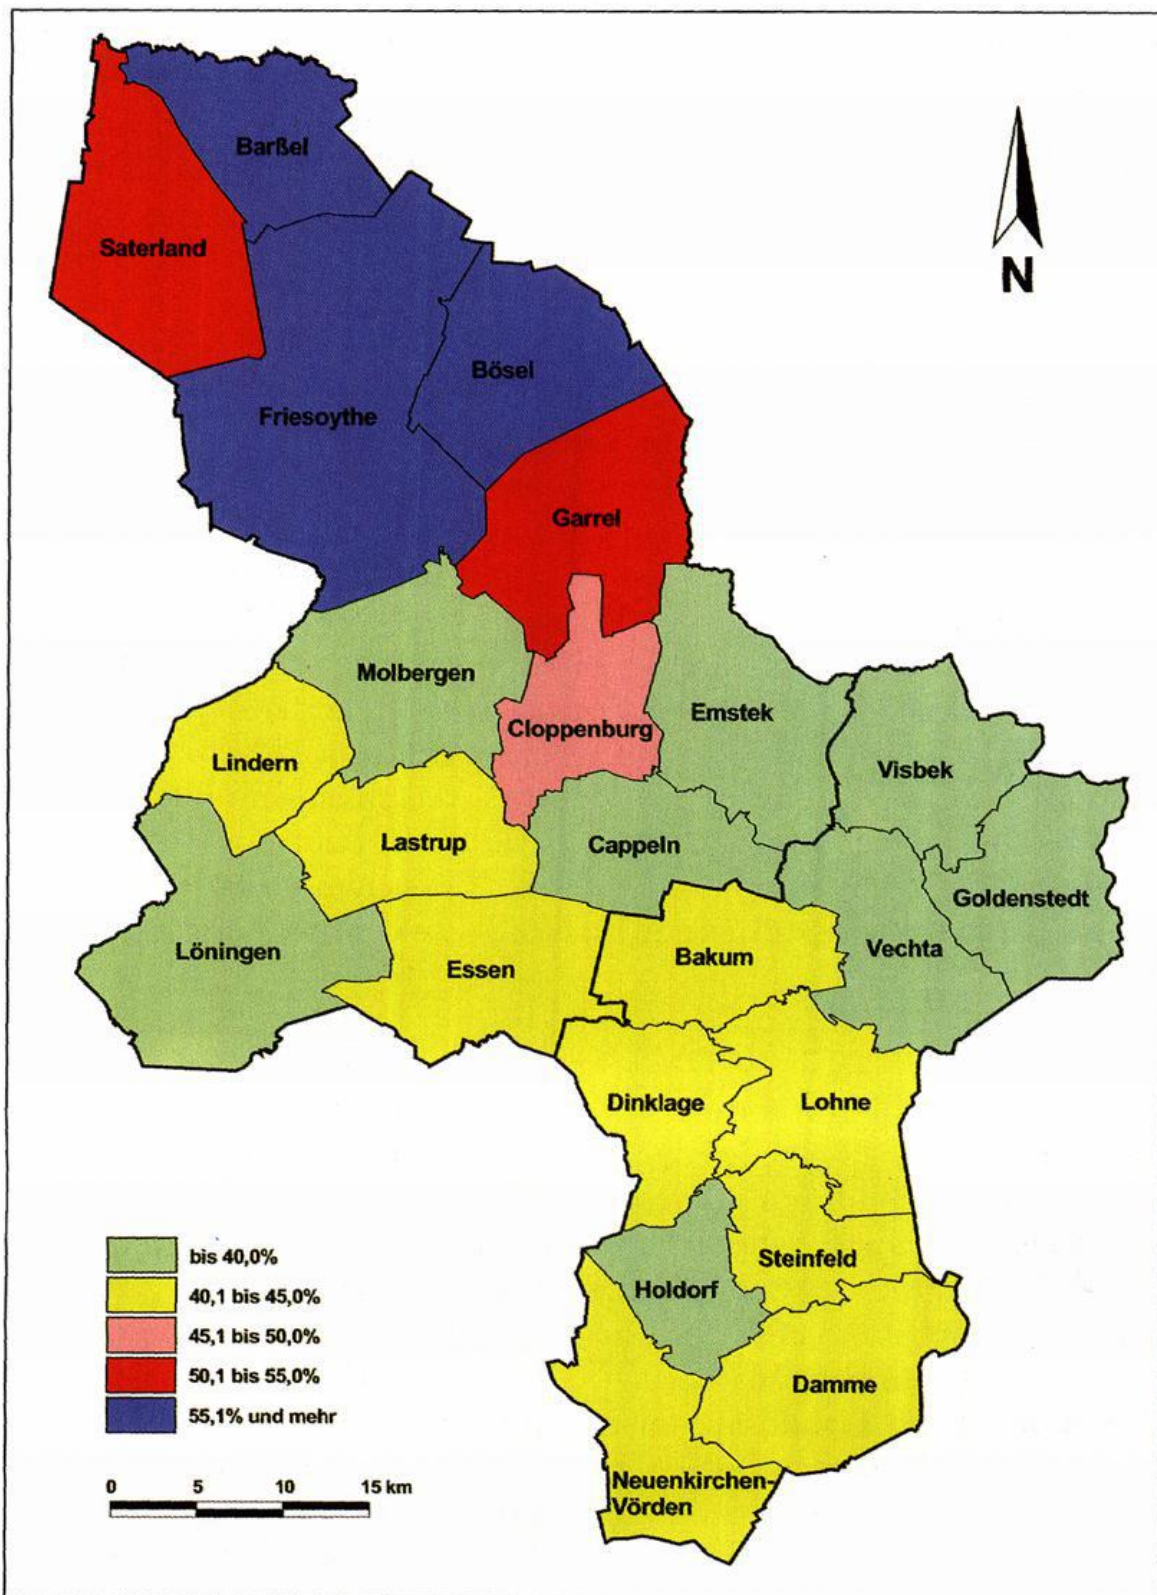 Barßel
Saterland
N
Bösel
Friesoythe
Garrel
Molbergen
Emstek
Cloppenburg
Lindern
Visbek
Lastrup
Cappeln
Goldenstedt
Löningen
Vechta
Bakum
Essen
Dinklage
Lohne
Steinfeld
Holdorf
Damme
Neuenkirchen-
Vörden
bis 40,0%
40,1 bis 45,0%
45,1 bis 50,0%
50,1 bis 55,0%
55,1% und mehr
0 5 10 15 km